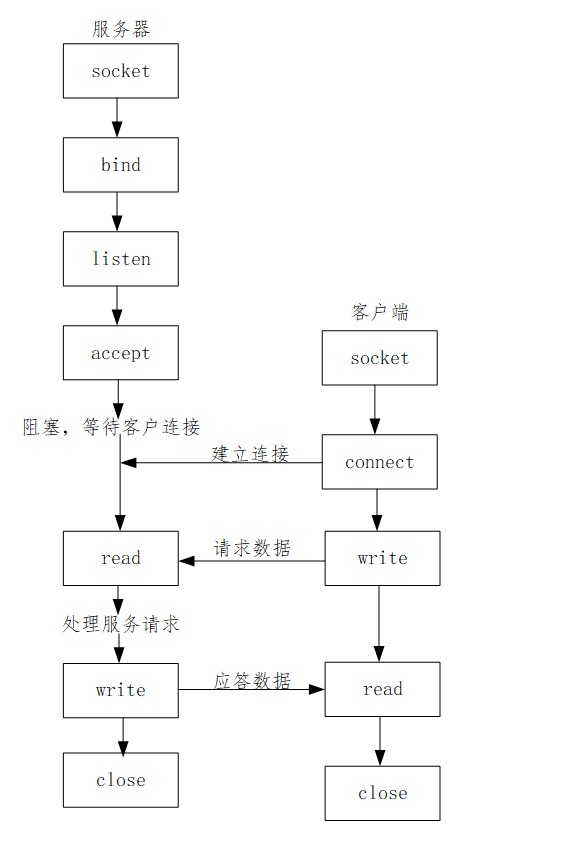 服务器
socket
bind
listen
accept
阻塞，等待客户连接
read
处理服务请求
write
close
客户端
socket
建立连接
connect
请求数据
write
应答数据
read
close